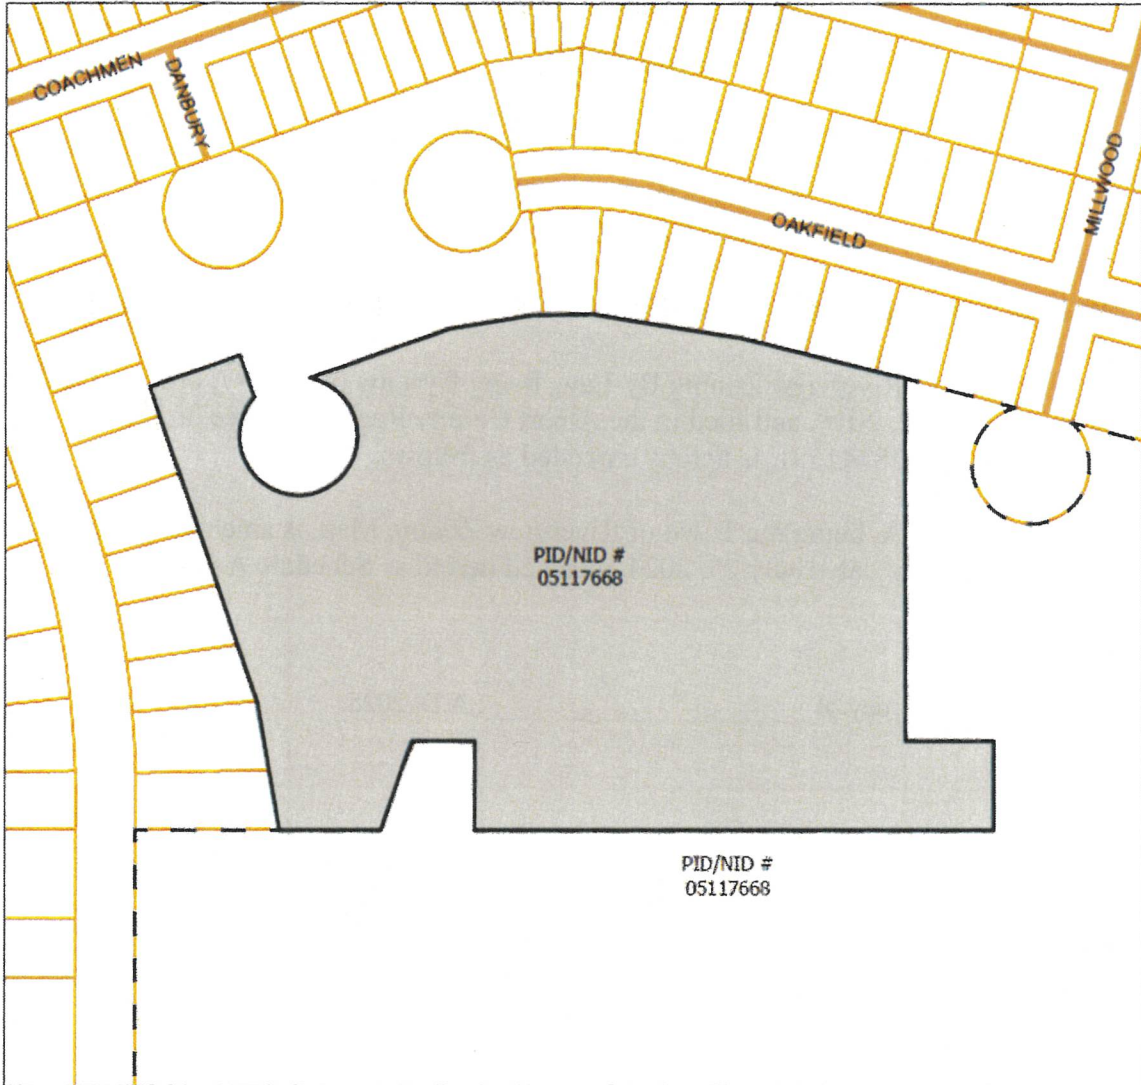 COACHMEN
DANBURY
MILLWOOD
OAKFIELD
PID/NID #
05117668
PID/NID #
05117668